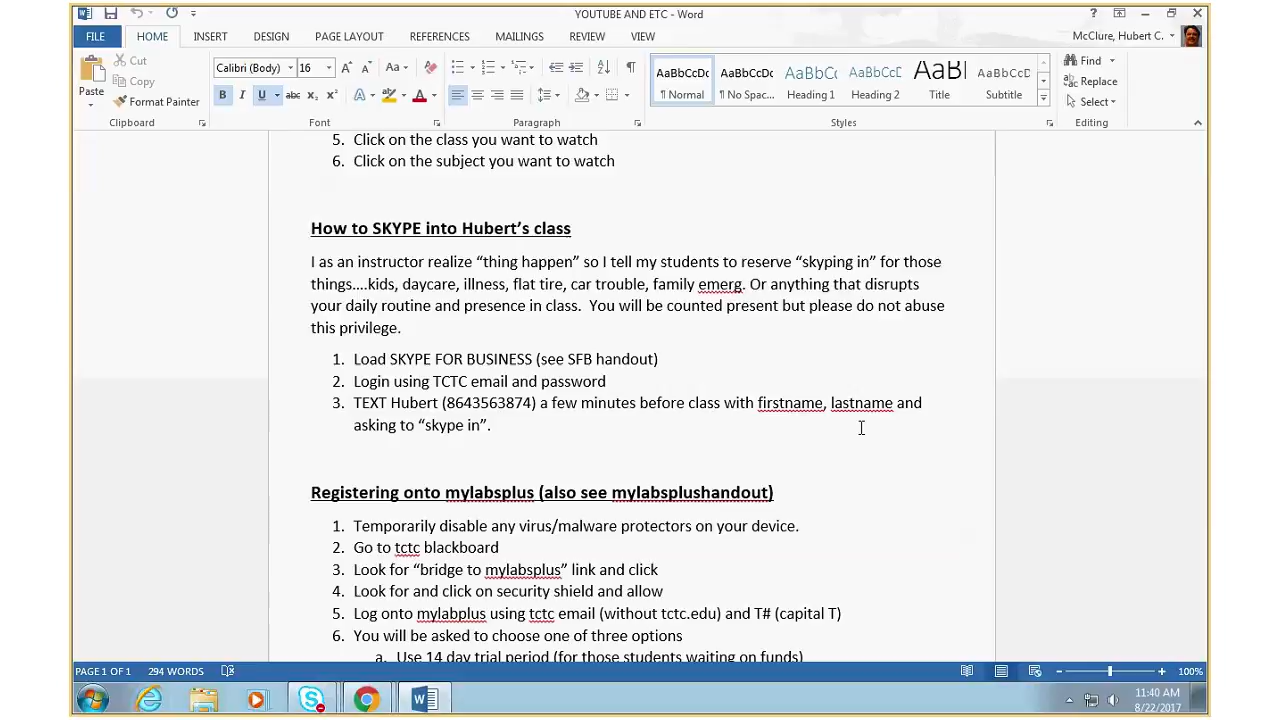 YOUTUBE AND ETC - Word
FILE HOME INSERT DESIGN PAGE LAYOUT REFERENCES MAILINGS REVIEW VIEW McClure, Hubert C.
Paste Cut Copy Format Painter
Calibri (Body) 16
¶ Normal ¶ No Spac... Heading 1 Heading 2 Title Subtitle
Find Replace Select
Clipboard Font Paragraph Styles Editing
5. Click on the class you want to watch
6. Click on the subject you want to watch
How to SKYPE into Hubert’s class
I as an instructor realize “thing happen” so I tell my students to reserve “skyping in” for those
things….kids, daycare, illness, flat tire, car trouble, family emerg. Or anything that disrupts
your daily routine and presence in class. You will be counted present but please do not abuse
this privilege.
1. Load SKYPE FOR BUSINESS (see SFB handout)
2. Login using TCTC email and password
3. TEXT Hubert (8643563874) a few minutes before class with firstname, lastname and
asking to “skype in”.
Registering onto mylabsplus (also see mylabsplushandout)
1. Temporarily disable any virus/malware protectors on your device.
2. Go to tctc blackboard
3. Look for “bridge to mylabsplus” link and click
4. Look for and click on security shield and allow
5. Log onto mylabplus using tctc email (without tctc.edu) and T# (capital T)
6. You will be asked to choose one of three options
a. Use 14 day trial period (for those students waiting on funds)
PAGE 1 OF 1 294 WORDS 100%
11:40 AM
8/22/2017